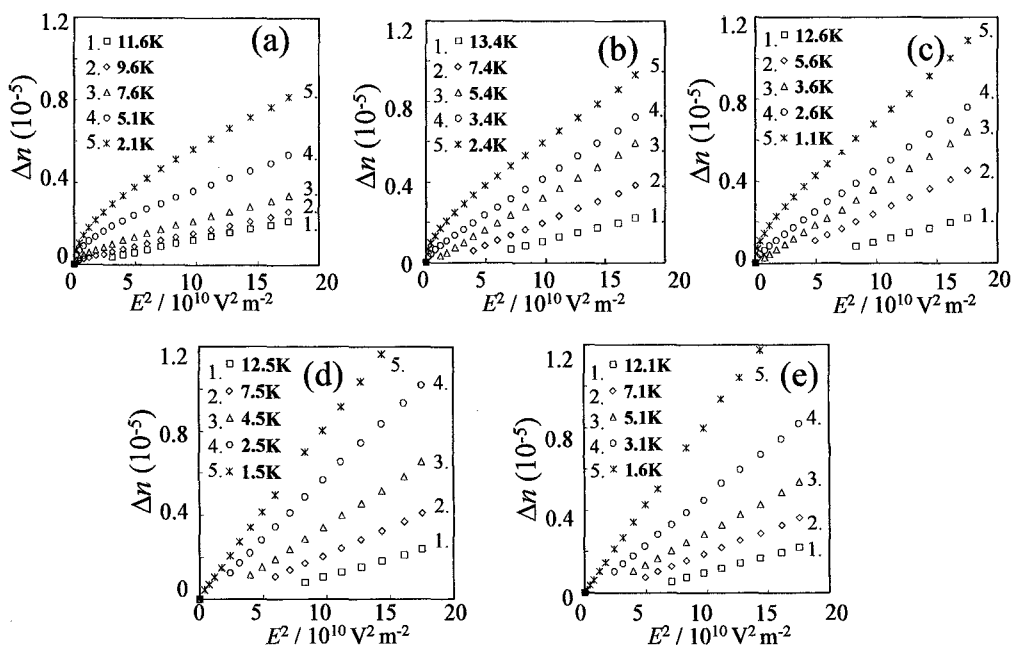 1.2
(a)
1. □ 11.6K
2. ◇ 9.6K
3. △ 7.6K
4. ○ 5.1K
5. ✳ 2.1K
0.8
0.4
0
Δn (10⁻⁵)
5.
4.
3.
2.
1.
0 5 10 15 20
E² / 10¹⁰ V² m⁻²
1.2
(b)
1. □ 13.4K
2. ◇ 7.4K
3. △ 5.4K
4. ○ 3.4K
5. ✳ 2.4K
0.8
0.4
0
Δn (10⁻⁵)
5.
4.
3.
2.
1.
0 5 10 15 20
E² / 10¹⁰ V² m⁻²
1.2
(c)
1. □ 12.6K
2. ◇ 5.6K
3. △ 3.6K
4. ○ 2.6K
5. ✳ 1.1K
0.8
0.4
0
Δn (10⁻⁵)
5.
4.
3.
2.
1.
0 5 10 15 20
E² / 10¹⁰ V² m⁻²
1.2
(d)
1. □ 12.5K
2. ◇ 7.5K
3. △ 4.5K
4. ○ 2.5K
5. ✳ 1.5K
0.8
0.4
0
Δn (10⁻⁵)
5.
4.
3.
2.
1.
0 5 10 15 20
E² / 10¹⁰ V² m⁻²
1.2
(e)
1. □ 12.1K
2. ◇ 7.1K
3. △ 5.1K
4. ○ 3.1K
5. ✳ 1.6K
0.8
0.4
0
Δn (10⁻⁵)
5.
4.
3.
2.
1.
0 5 10 15 20
E² / 10¹⁰ V² m⁻²